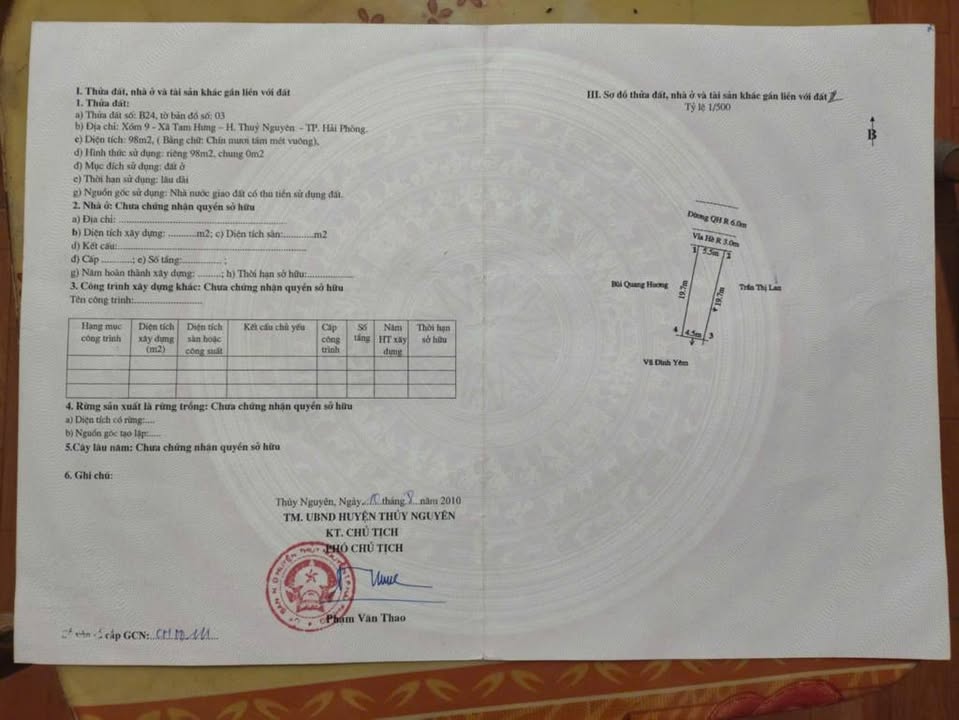 I. Thửa đất, nhà ở và tài sản khác gắn liền với đất
1. Thửa đất:
a) Thửa đất số: B24, tờ bản đồ số: 03
b) Địa chỉ: Xóm 9 - Xã Tam Hưng – H. Thuỷ Nguyên - TP. Hải Phòng.
c) Diện tích: 98m2, ( Bằng chữ: Chín mươi tám mét vuông),
d) Hình thức sử dụng: riêng 98m2, chung 0m2
đ) Mục đích sử dụng: đất ở
e) Thời hạn sử dụng: lâu dài
g) Nguồn gốc sử dụng: Nhà nước giao đất có thu tiền sử dụng đất.
2. Nhà ở: Chưa chứng nhận quyền sở hữu
a) Địa chỉ: ...............................................
b) Diện tích xây dựng: ..........m2; c) Diện tích sàn:...........m2
d) Kết cấu:.......................................................
đ) Cấp ..........; e) Số tầng:............. ;
g) Năm hoàn thành xây dựng: ........; h) Thời hạn sở hữu:..............
3. Công trình xây dựng khác: Chưa chứng nhận quyền sở hữu
Tên công trình:......................
Hạng mục công trình
Diện tích xây dựng (m2)
Diện tích sàn hoặc công suất
Kết cấu chủ yếu
Cấp công trình
Số tầng
Năm HT xây dựng
Thời hạn sở hữu
4. Rừng sản xuất là rừng trồng: Chưa chứng nhận quyền sở hữu
a) Diện tích có rừng:....
b) Nguồn gốc tạo lập:.....
5.Cây lâu năm: Chưa chứng nhận quyền sở hữu
6. Ghi chú:
Thủy Nguyên, Ngày..10 tháng 8 năm 2010
TM. UBND HUYỆN THỦY NGUYÊN
KT. CHỦ TỊCH
PHÓ CHỦ TỊCH
Phạm Văn Thao
cấp GCN:
III. Sơ đồ thửa đất, nhà ở và tài sản khác gắn liền với đất
Tỷ lệ 1/500
B
Đường QH R 6.0m
Vỉa Hè R 3.0m
1 5.5m 2
Bùi Quang Hương
19.7m
19.7m
Trần Thị Lan
4 4.5m 3
Vũ Đình Yêm